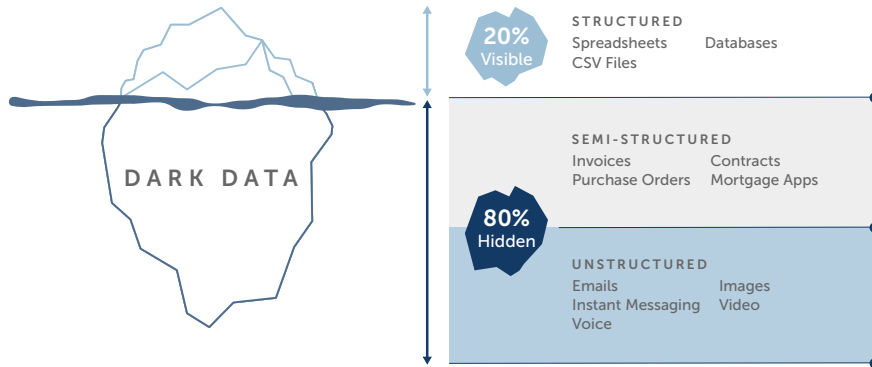 DARK DATA
20%
Visible
STRUCTURED
Spreadsheets Databases
CSV Files
SEMI-STRUCTURED
Invoices Contracts
Purchase Orders Mortgage Apps
80%
Hidden
UNSTRUCTURED
Emails Images
Instant Messaging Video
Voice